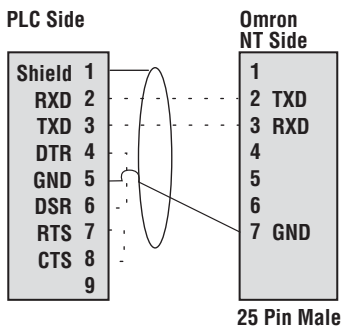 PLC Side
Omron
NT Side
Shield 1
RXD 2
TXD 3
DTR 4
GND 5
DSR 6
RTS 7
CTS 8
9
1
2 TXD
3 RXD
4
5
6
7 GND
25 Pin Male